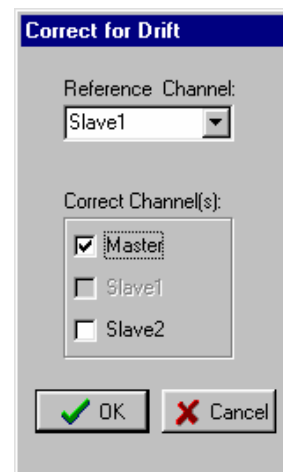 Correct for Drift
Reference Channel:
Slave1
Correct Channel(s):
Master
Slave1
Slave2
OK
Cancel